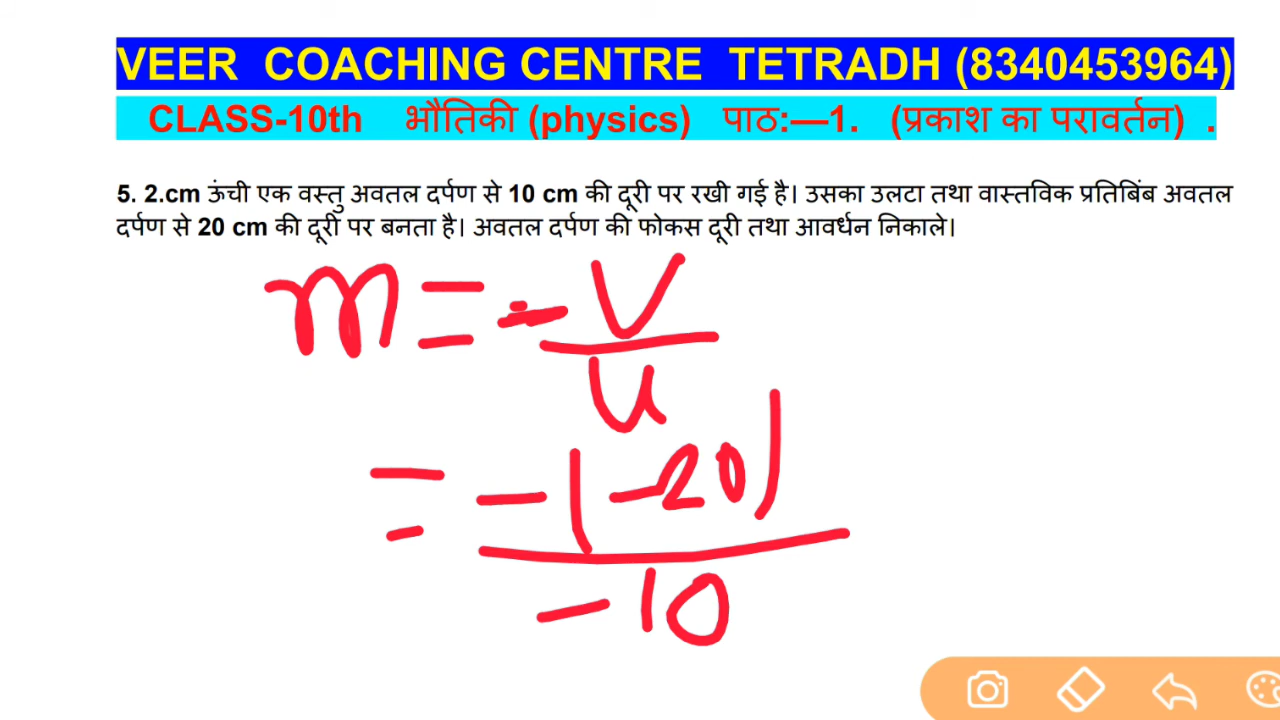 VEER COACHING CENTRE TETRADH (8340453964)
CLASS-10th भौतिकी (physics) पाठ:—1. (प्रकाश का परावर्तन) .
5. 2.cm ऊंची एक वस्तु अवतल दर्पण से 10 cm की दूरी पर रखी गई है। उसका उलटा तथा वास्तविक प्रतिबिंब अवतल
दर्पण से 20 cm की दूरी पर बनता है। अवतल दर्पण की फोकस दूरी तथा आवर्धन निकाले।
m = - V
u
= -(-20)
-10